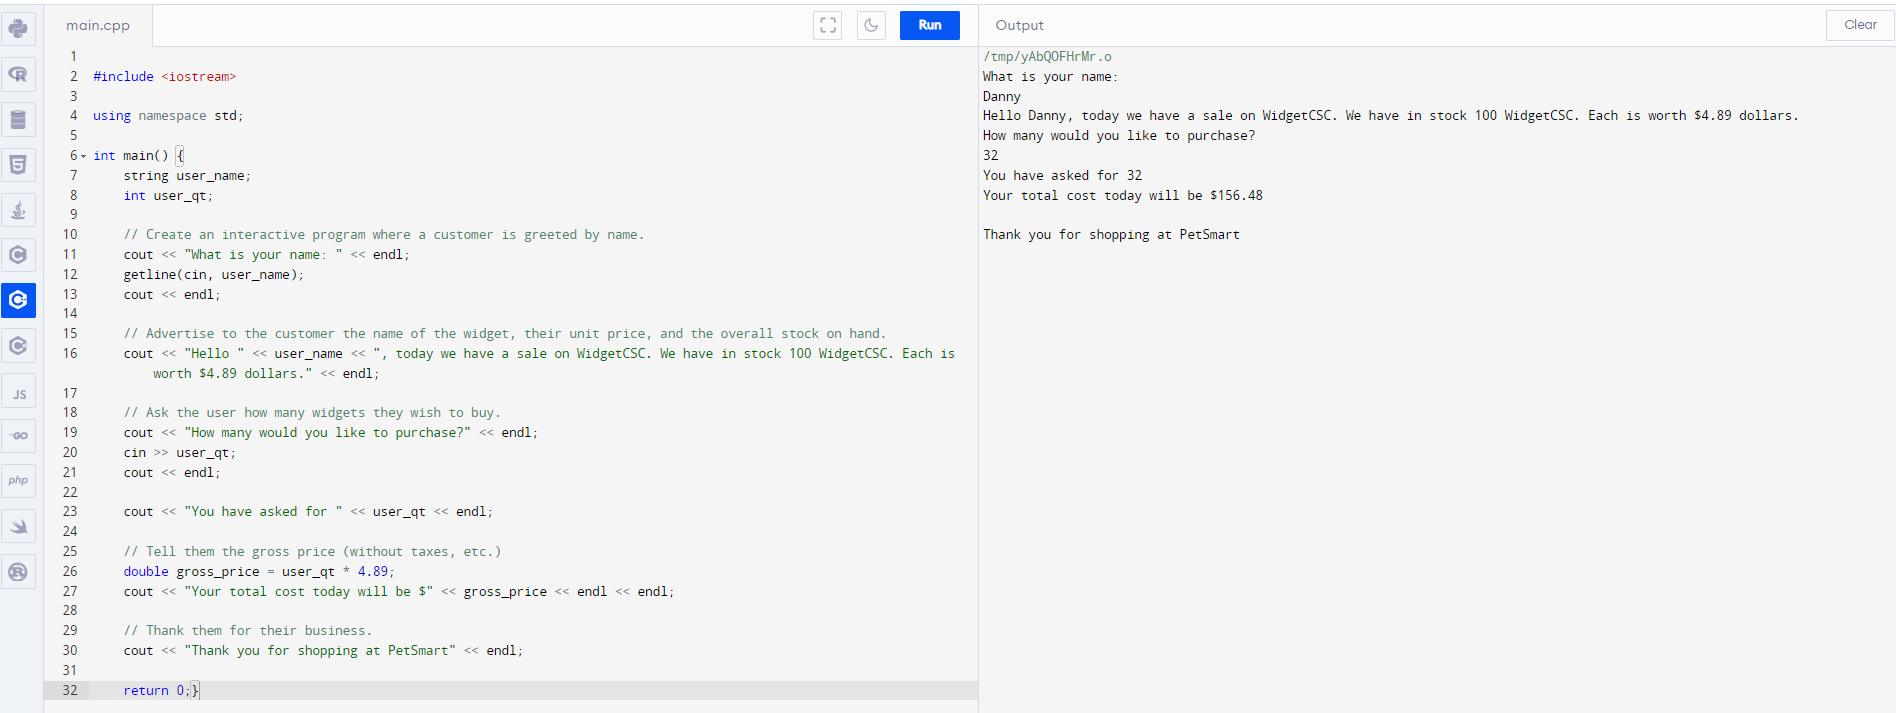 main.cpp
Run
Output
Clear
1
2 #include <iostream>
3
4 using namespace std;
5
6 int main() {
7     string user_name;
8     int user_qt;
9
10     // Create an interactive program where a customer is greeted by name.
11     cout << "What is your name: " << endl;
12     getline(cin, user_name);
13     cout << endl;
14
15     // Advertise to the customer the name of the widget, their unit price, and the overall stock on hand.
16     cout << "Hello " << user_name << ", today we have a sale on WidgetCSC. We have in stock 100 WidgetCSC. Each is
worth $4.89 dollars." << endl;
17
18     // Ask the user how many widgets they wish to buy.
19     cout << "How many would you like to purchase?" << endl;
20     cin >> user_qt;
21     cout << endl;
22
23     cout << "You have asked for " << user_qt << endl;
24
25     // Tell them the gross price (without taxes, etc.)
26     double gross_price = user_qt * 4.89;
27     cout << "Your total cost today will be $" << gross_price << endl << endl;
28
29     // Thank them for their business.
30     cout << "Thank you for shopping at PetSmart" << endl;
31
32     return 0;}
/tmp/yAbQOFHrMr.o
What is your name:
Danny
Hello Danny, today we have a sale on WidgetCSC. We have in stock 100 WidgetCSC. Each is worth $4.89 dollars.
How many would you like to purchase?
32
You have asked for 32
Your total cost today will be $156.48
Thank you for shopping at PetSmart
R
5
C
C
C
JS
GO
php
R